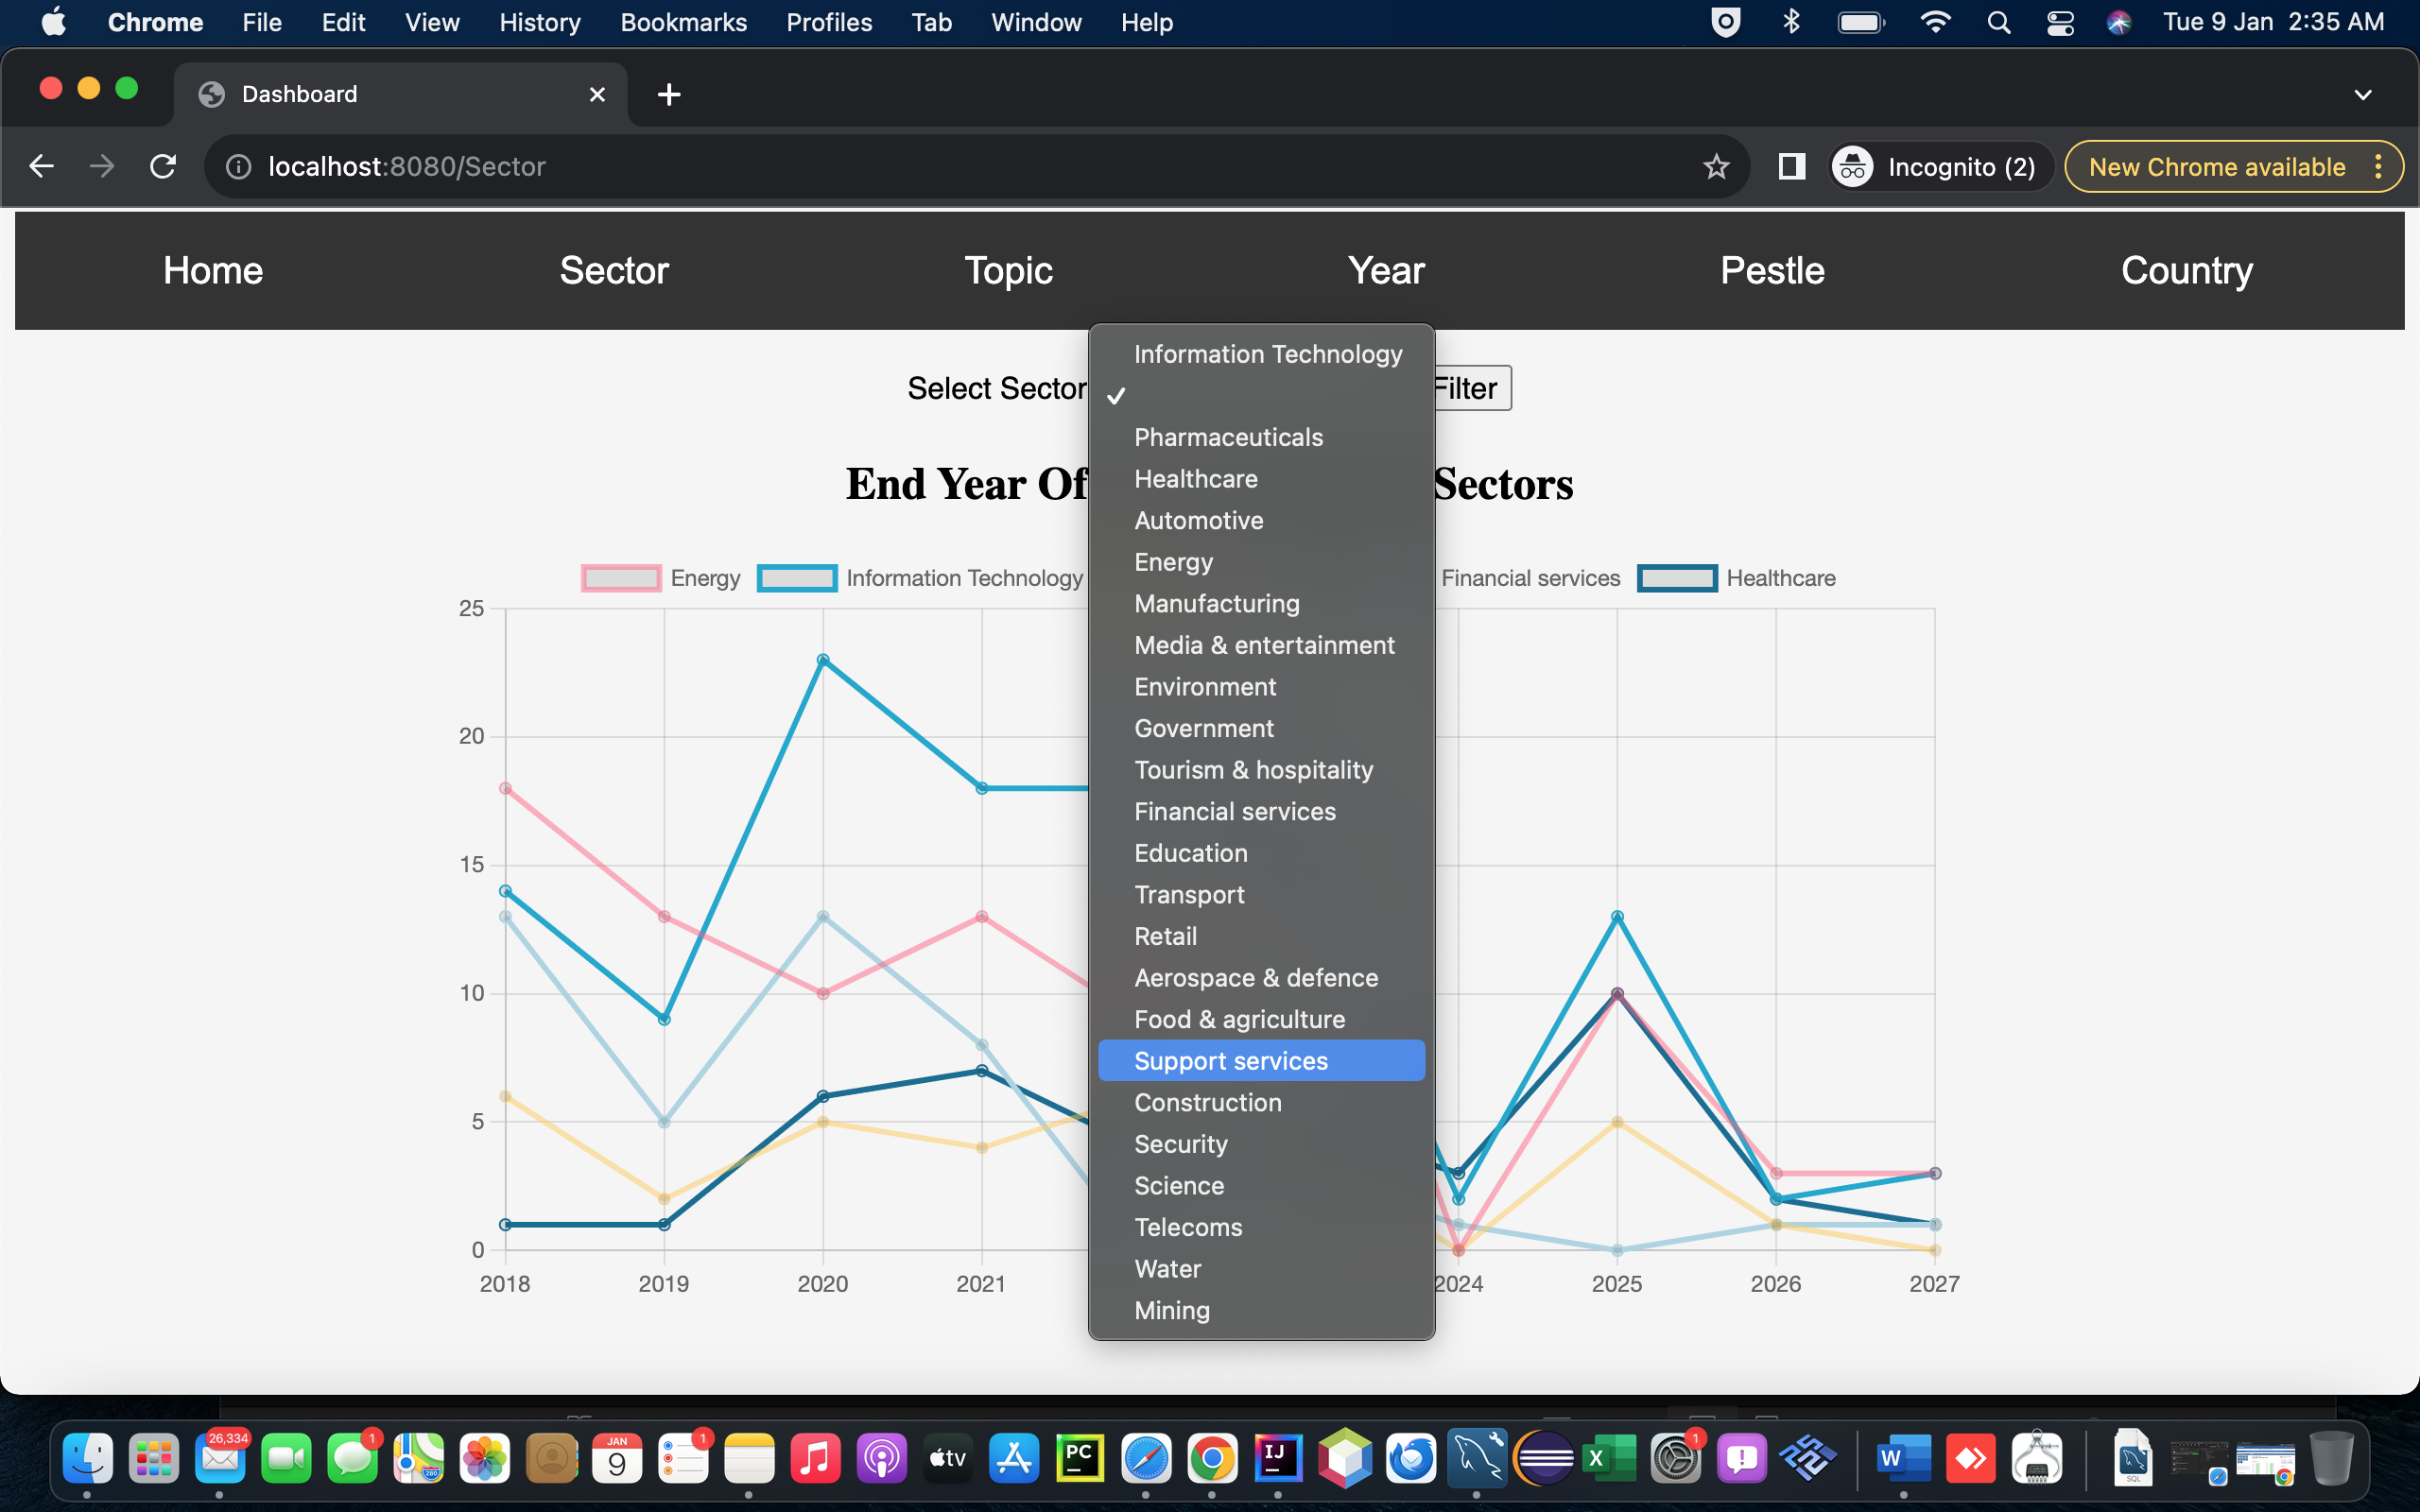 Chrome File Edit View History Bookmarks Profiles Tab Window Help Tue 9 Jan 2:35 AM
Dashboard
localhost:8080/Sector Incognito (2) New Chrome available
Home Sector Topic Year Pestle Country
Information Technology
Select Sector Filter
Pharmaceuticals
Healthcare
End Year Of Sectors
Automotive
Energy
Energy Information Technology Financial services Healthcare
Manufacturing
Media & entertainment
Environment
Government
Tourism & hospitality
Financial services
Education
Transport
Retail
Aerospace & defence
Food & agriculture
Support services
Construction
Security
Science
Telecoms
Water
Mining
25
20
15
10
5
0
2018 2019 2020 2021 2024 2025 2026 2027
26,334 1 280 JAN 9 1 tv PC IJ X 1 W SQL